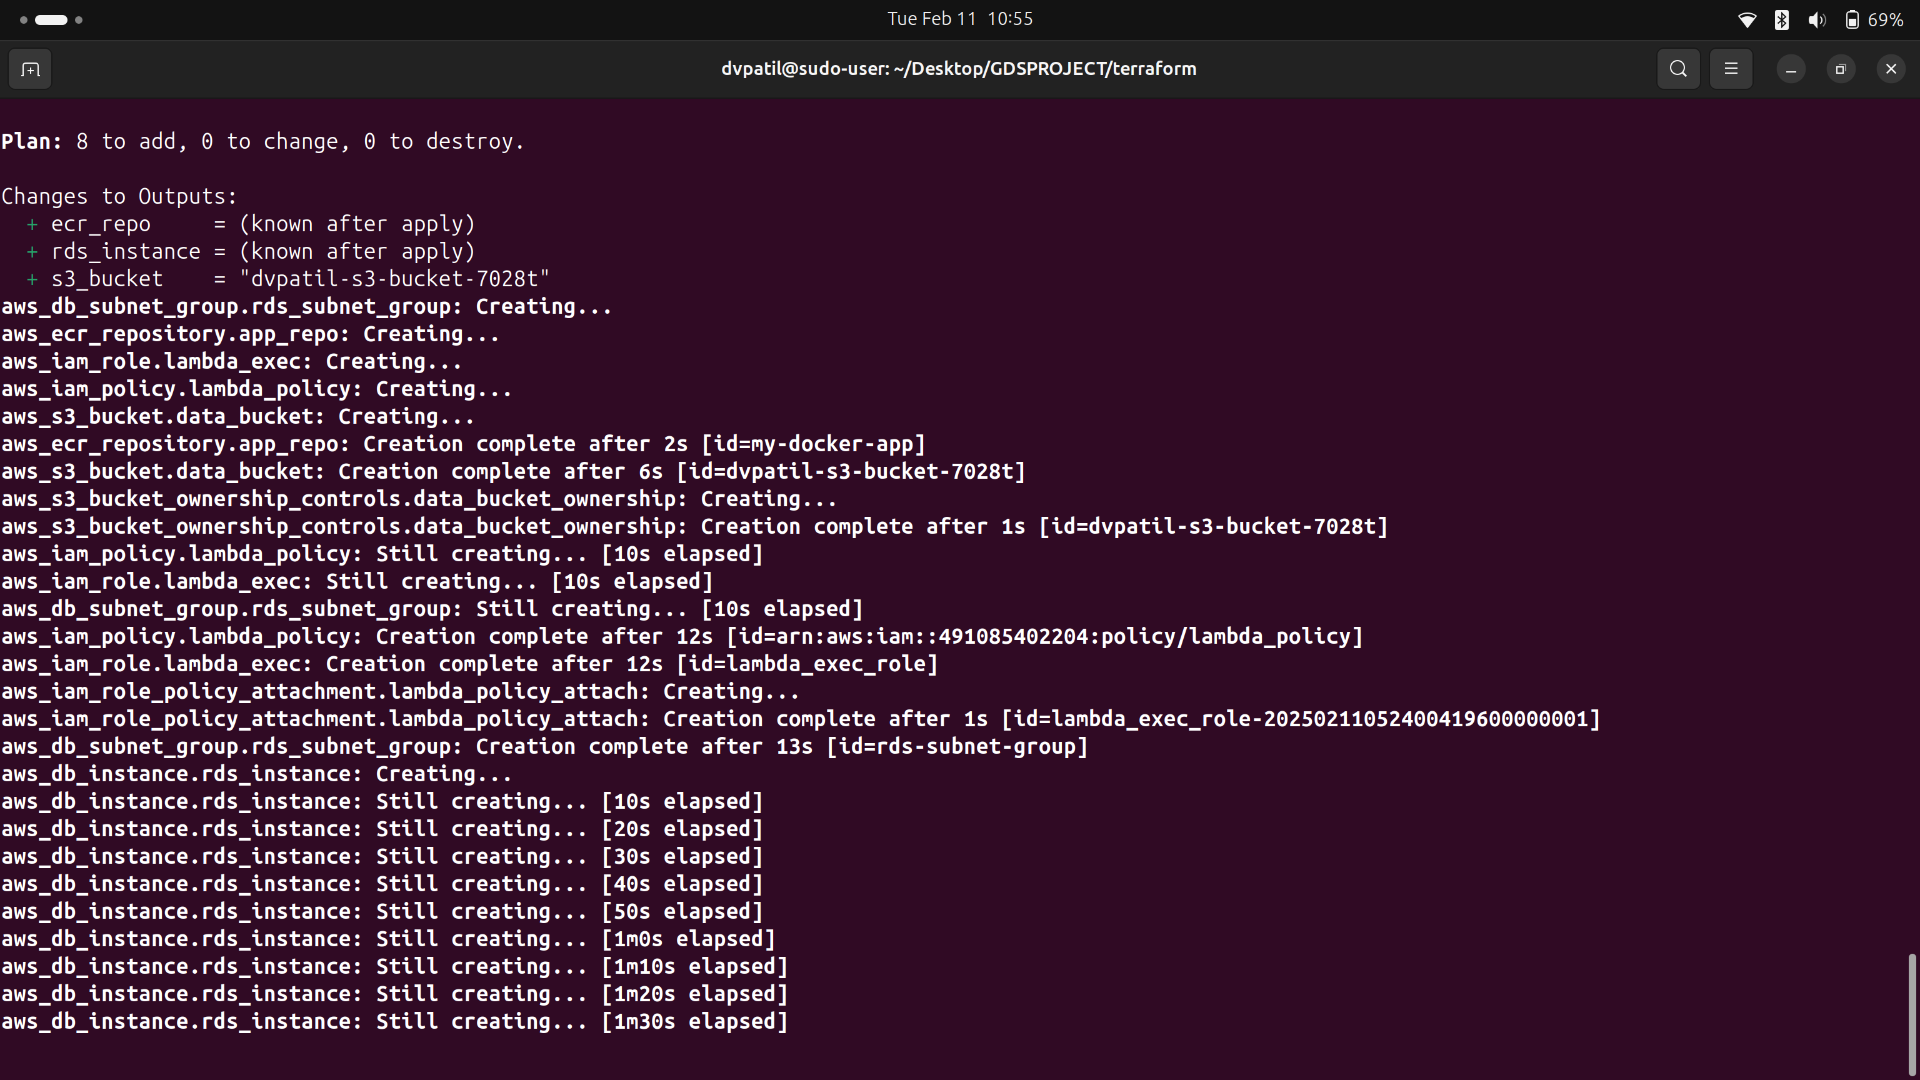 Tue Feb 11 10:55
69%
dvpatil@sudo-user: ~/Desktop/GDSPROJECT/terraform
Plan: 8 to add, 0 to change, 0 to destroy.
Changes to Outputs:
+ ecr_repo     = (known after apply)
+ rds_instance = (known after apply)
+ s3_bucket    = "dvpatil-s3-bucket-7028t"
aws_db_subnet_group.rds_subnet_group: Creating...
aws_ecr_repository.app_repo: Creating...
aws_iam_role.lambda_exec: Creating...
aws_iam_policy.lambda_policy: Creating...
aws_s3_bucket.data_bucket: Creating...
aws_ecr_repository.app_repo: Creation complete after 2s [id=my-docker-app]
aws_s3_bucket.data_bucket: Creation complete after 6s [id=dvpatil-s3-bucket-7028t]
aws_s3_bucket_ownership_controls.data_bucket_ownership: Creating...
aws_s3_bucket_ownership_controls.data_bucket_ownership: Creation complete after 1s [id=dvpatil-s3-bucket-7028t]
aws_iam_policy.lambda_policy: Still creating... [10s elapsed]
aws_iam_role.lambda_exec: Still creating... [10s elapsed]
aws_db_subnet_group.rds_subnet_group: Still creating... [10s elapsed]
aws_iam_policy.lambda_policy: Creation complete after 12s [id=arn:aws:iam::491085402204:policy/lambda_policy]
aws_iam_role.lambda_exec: Creation complete after 12s [id=lambda_exec_role]
aws_iam_role_policy_attachment.lambda_policy_attach: Creating...
aws_iam_role_policy_attachment.lambda_policy_attach: Creation complete after 1s [id=lambda_exec_role-20250211052400419600000001]
aws_db_subnet_group.rds_subnet_group: Creation complete after 13s [id=rds-subnet-group]
aws_db_instance.rds_instance: Creating...
aws_db_instance.rds_instance: Still creating... [10s elapsed]
aws_db_instance.rds_instance: Still creating... [20s elapsed]
aws_db_instance.rds_instance: Still creating... [30s elapsed]
aws_db_instance.rds_instance: Still creating... [40s elapsed]
aws_db_instance.rds_instance: Still creating... [50s elapsed]
aws_db_instance.rds_instance: Still creating... [1m0s elapsed]
aws_db_instance.rds_instance: Still creating... [1m10s elapsed]
aws_db_instance.rds_instance: Still creating... [1m20s elapsed]
aws_db_instance.rds_instance: Still creating... [1m30s elapsed]